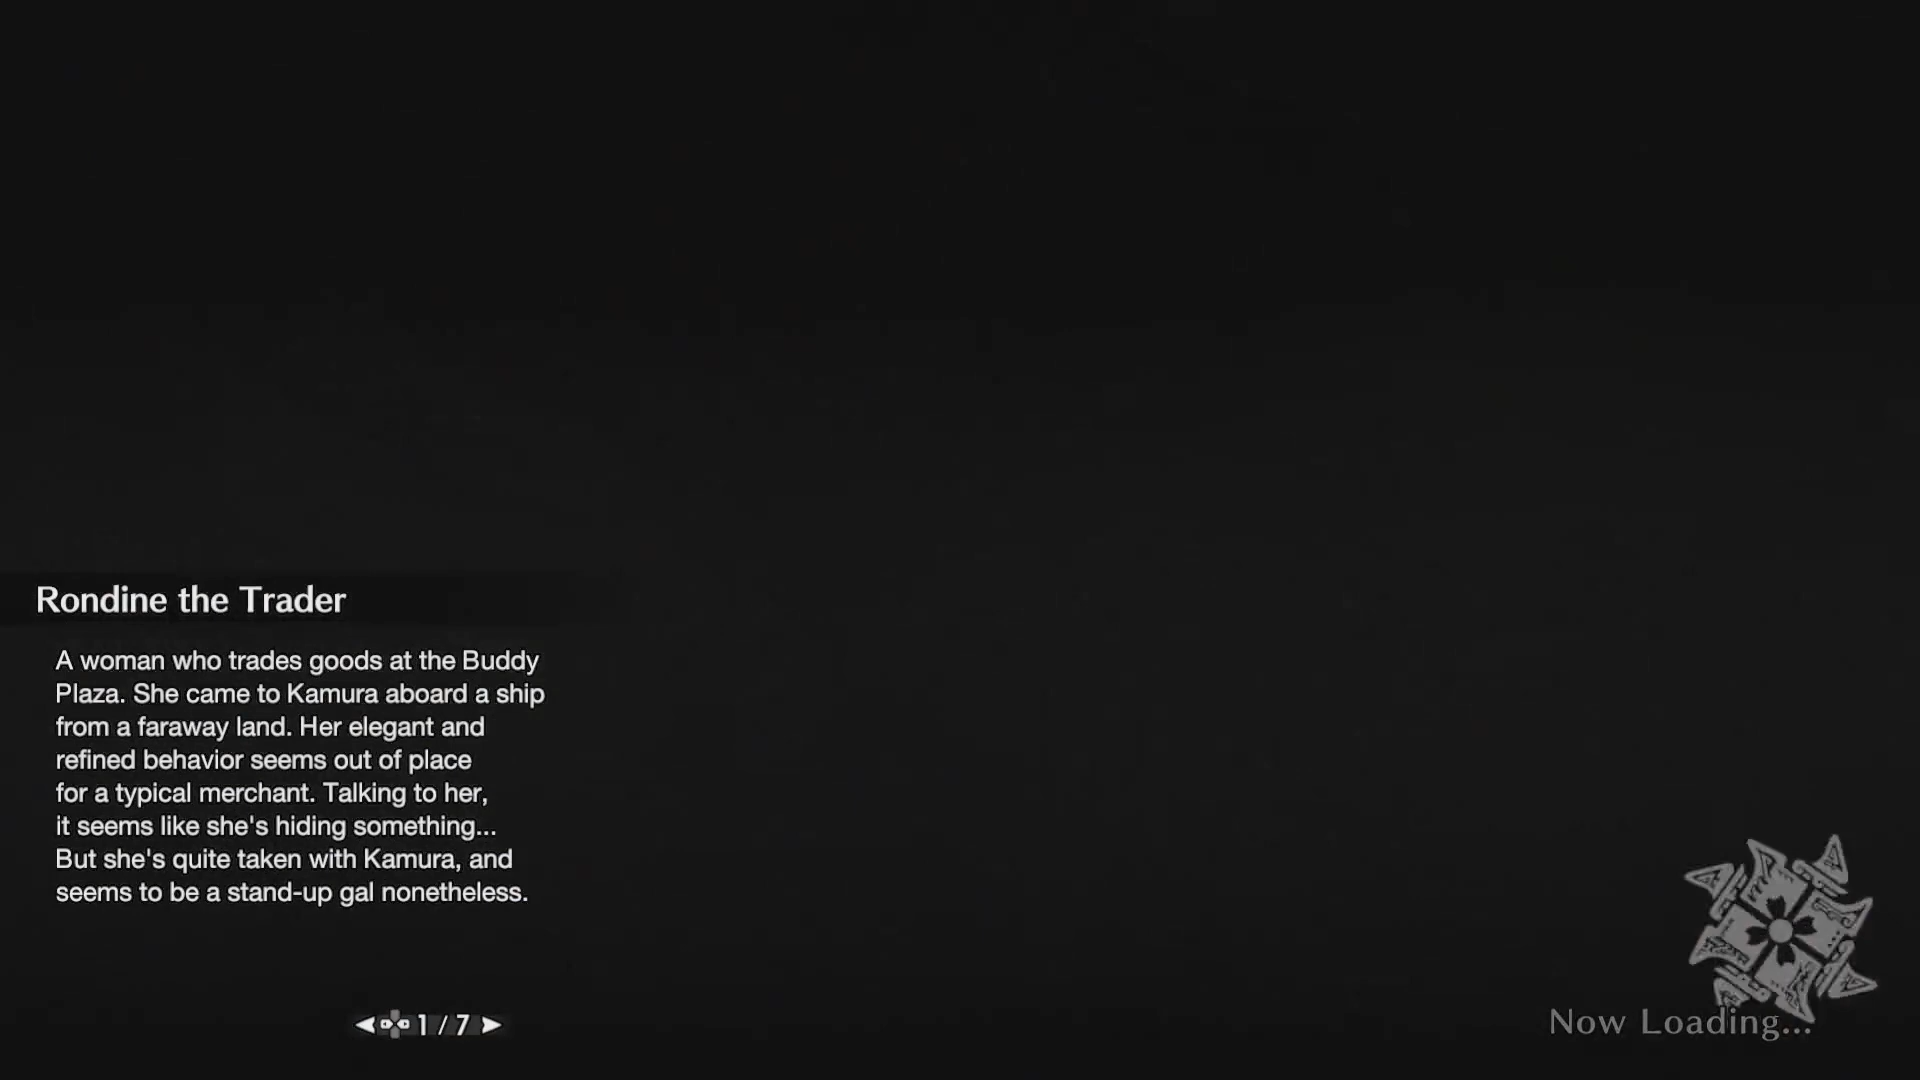 Rondine the Trader
A woman who trades goods at the Buddy
Plaza. She came to Kamura aboard a ship
from a faraway land. Her elegant and
refined behavior seems out of place
for a typical merchant. Talking to her,
it seems like she's hiding something...
But she's quite taken with Kamura, and
seems to be a stand-up gal nonetheless.
1 / 7
Now Loading...